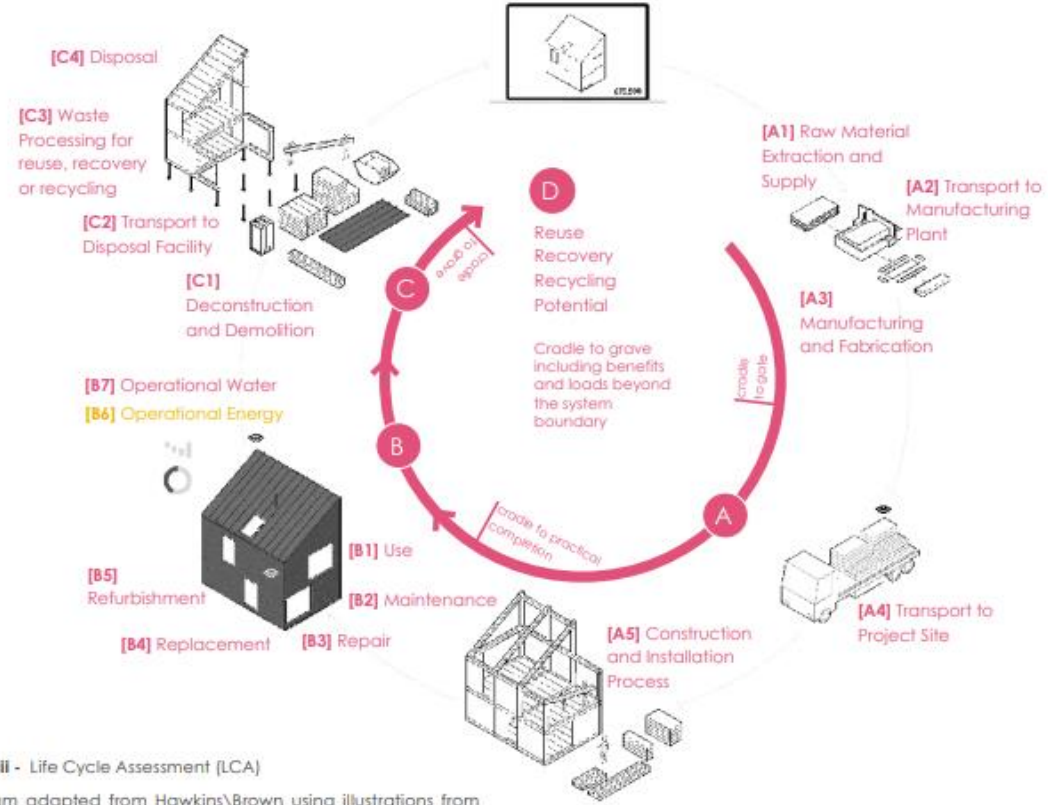 [C4] Disposal
[C3] Waste
Processing for
reuse, recovery
or recycling
[C2] Transport to
Disposal Facility
[C1]
Deconstruction
and Demolition
[A1] Raw Material
Extraction and
Supply
[A2] Transport to
Manufacturing
Plant
[A3]
Manufacturing
and Fabrication
D
Reuse
Recovery
Recycling
Potential
Cradle to grave
including benefits
and loads beyond
the system
boundary
cradle
to grave
C
cradle
to gate
B
A
cradle to practical
completion
[B7] Operational Water
[B6] Operational Energy
[B1] Use
[B2] Maintenance
[B3] Repair
[B4] Replacement
[B5]
Refurbishment
[A4] Transport to
Project Site
[A5] Construction
and Installation
Process
ii - Life Cycle Assessment (LCA)
am adapted from Hawkins\Brown using illustrations from